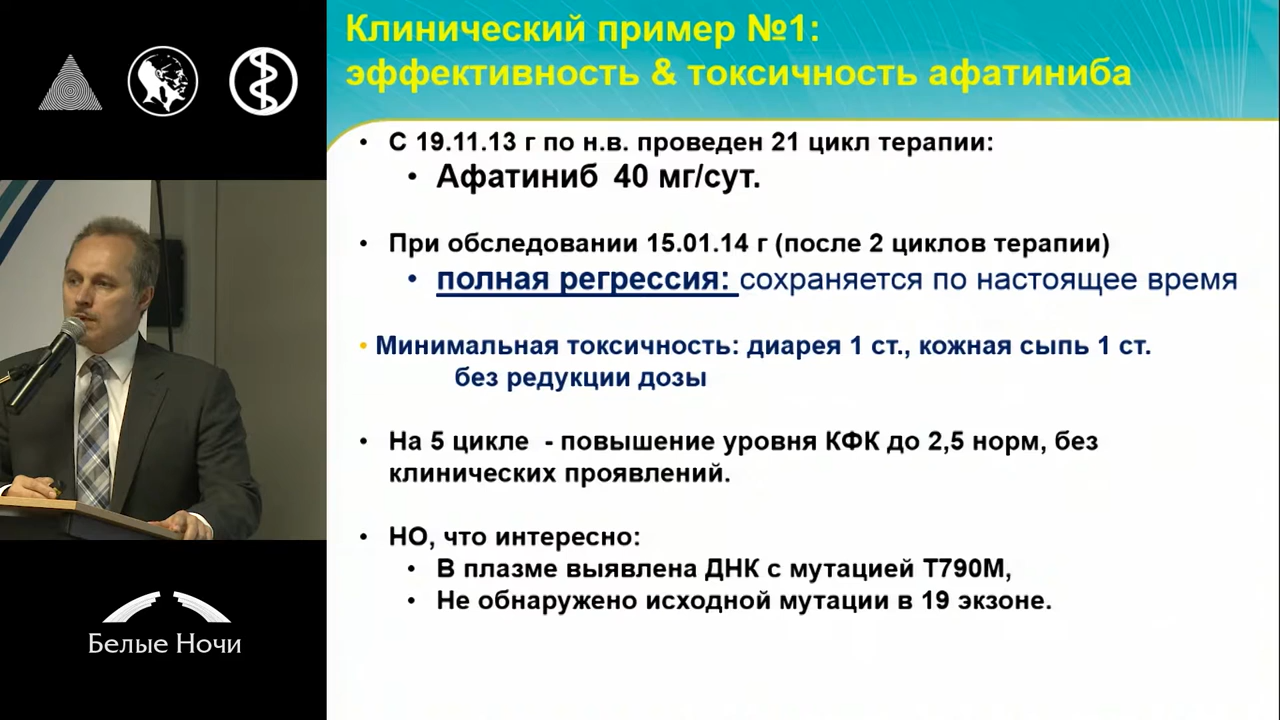 Клинический пример №1:
эффективность & токсичность афатиниба
• С 19.11.13 г по н.в. проведен 21 цикл терапии:
• Афатиниб 40 мг/сут.
• При обследовании 15.01.14 г (после 2 циклов терапии)
• полная регрессия: сохраняется по настоящее время
• Минимальная токсичность: диарея 1 ст., кожная сыпь 1 ст.
без редукции дозы
• На 5 цикле - повышение уровня КФК до 2,5 норм, без
клинических проявлений.
• НО, что интересно:
• В плазме выявлена ДНК с мутацией Т790М,
• Не обнаружено исходной мутации в 19 экзоне.
Белые Ночи